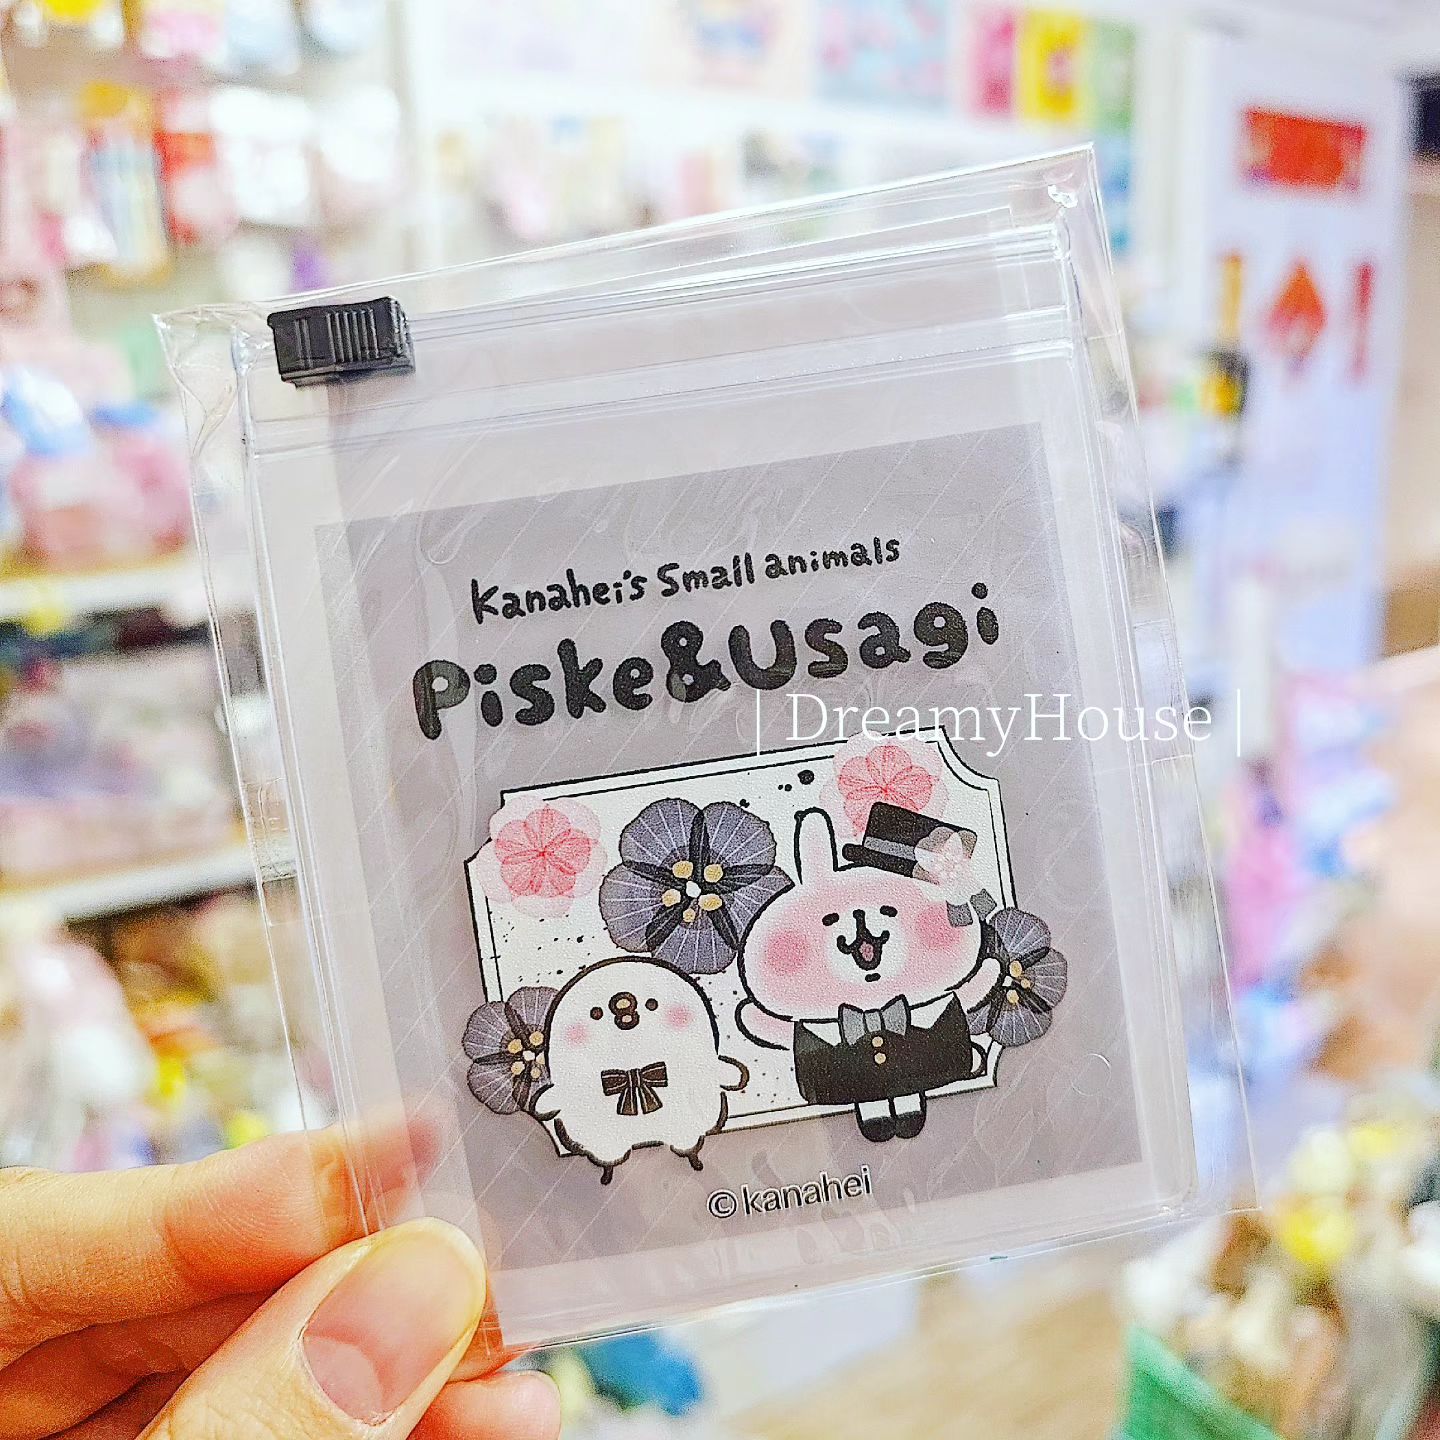 Kanahei's Small animals
Piske&Usagi
| DreamyHouse |
©kanahei